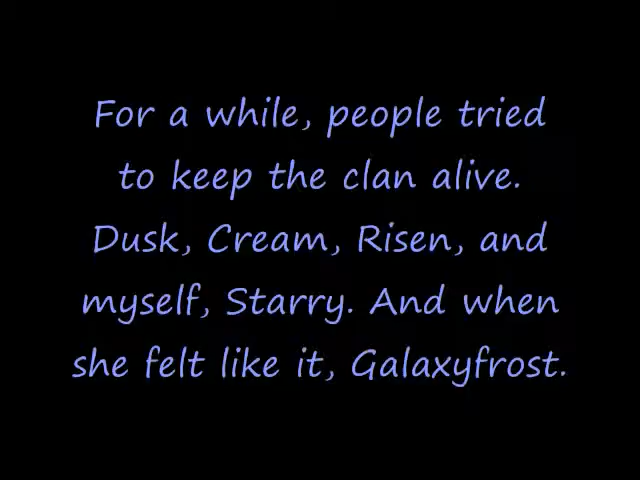 For a while, people tried
to keep the clan alive.
Dusk, Cream, Risen, and
myself, Starry. And when
she felt like it, Galaxyfrost.